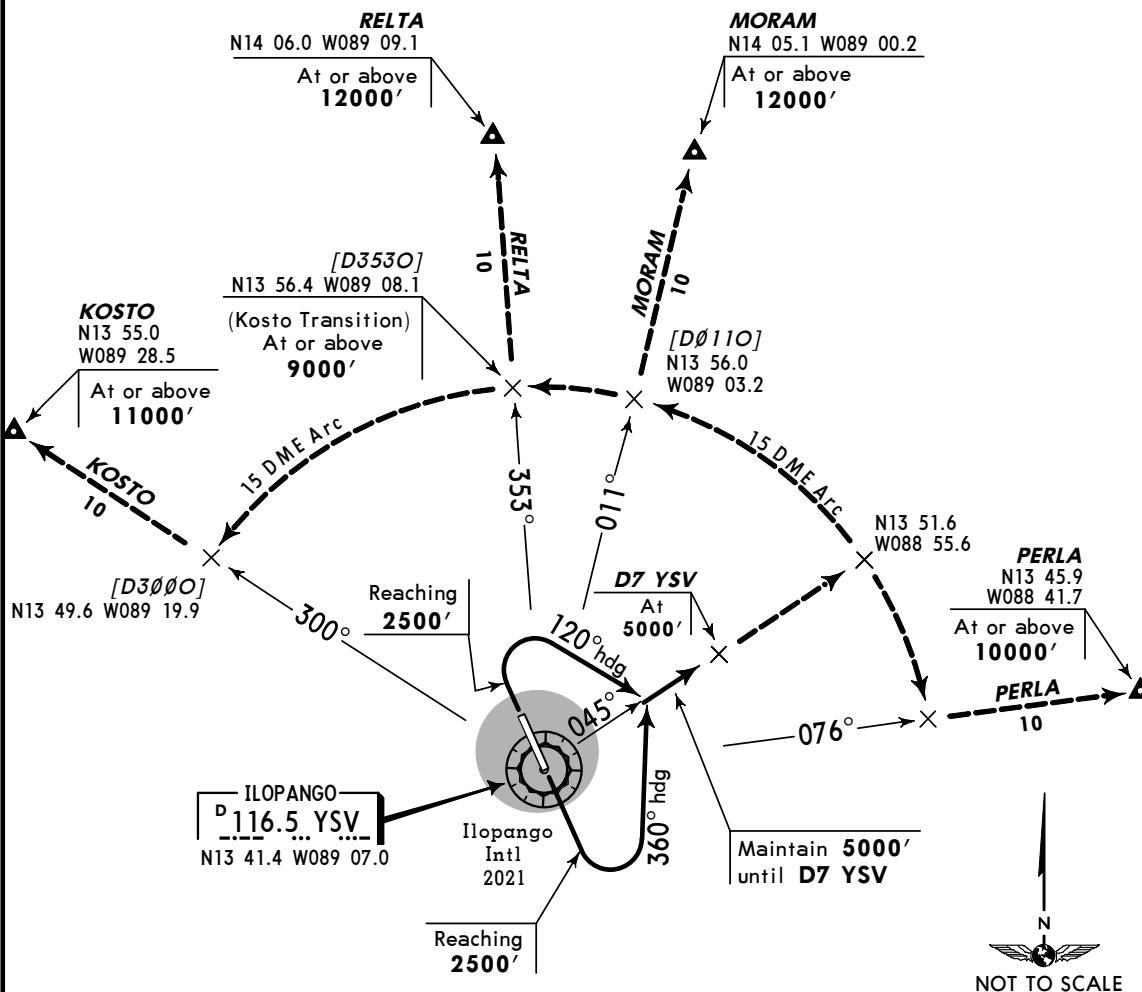 RELTA
N14 06.0 W089 09.1
At or above
12000'
MORAM
N14 05.1 W089 00.2
At or above
12000'
RELTA
10
MORAM
10
[D353O]
N13 56.4 W089 08.1
(Kosto Transition)
At or above
9000'
KOSTO
N13 55.0
W089 28.5
At or above
11000'
[DØ11O]
N13 56.0
W089 03.2
KOSTO
10
15 DME Arc
15 DME Arc
353°
011°
N13 51.6
W088 55.6
[D3ØØO]
N13 49.6 W089 19.9
300°
Reaching
2500'
D7 YSV
At
5000'
PERLA
N13 45.9
W088 41.7
At or above
10000'
120° hdg
045°
PERLA
10
076°
ILOPANGO
D 116.5 YSV
N13 41.4 W089 07.0
Ilopango
Intl
2021
360° hdg
Maintain 5000'
until D7 YSV
Reaching
2500'
N
NOT TO SCALE